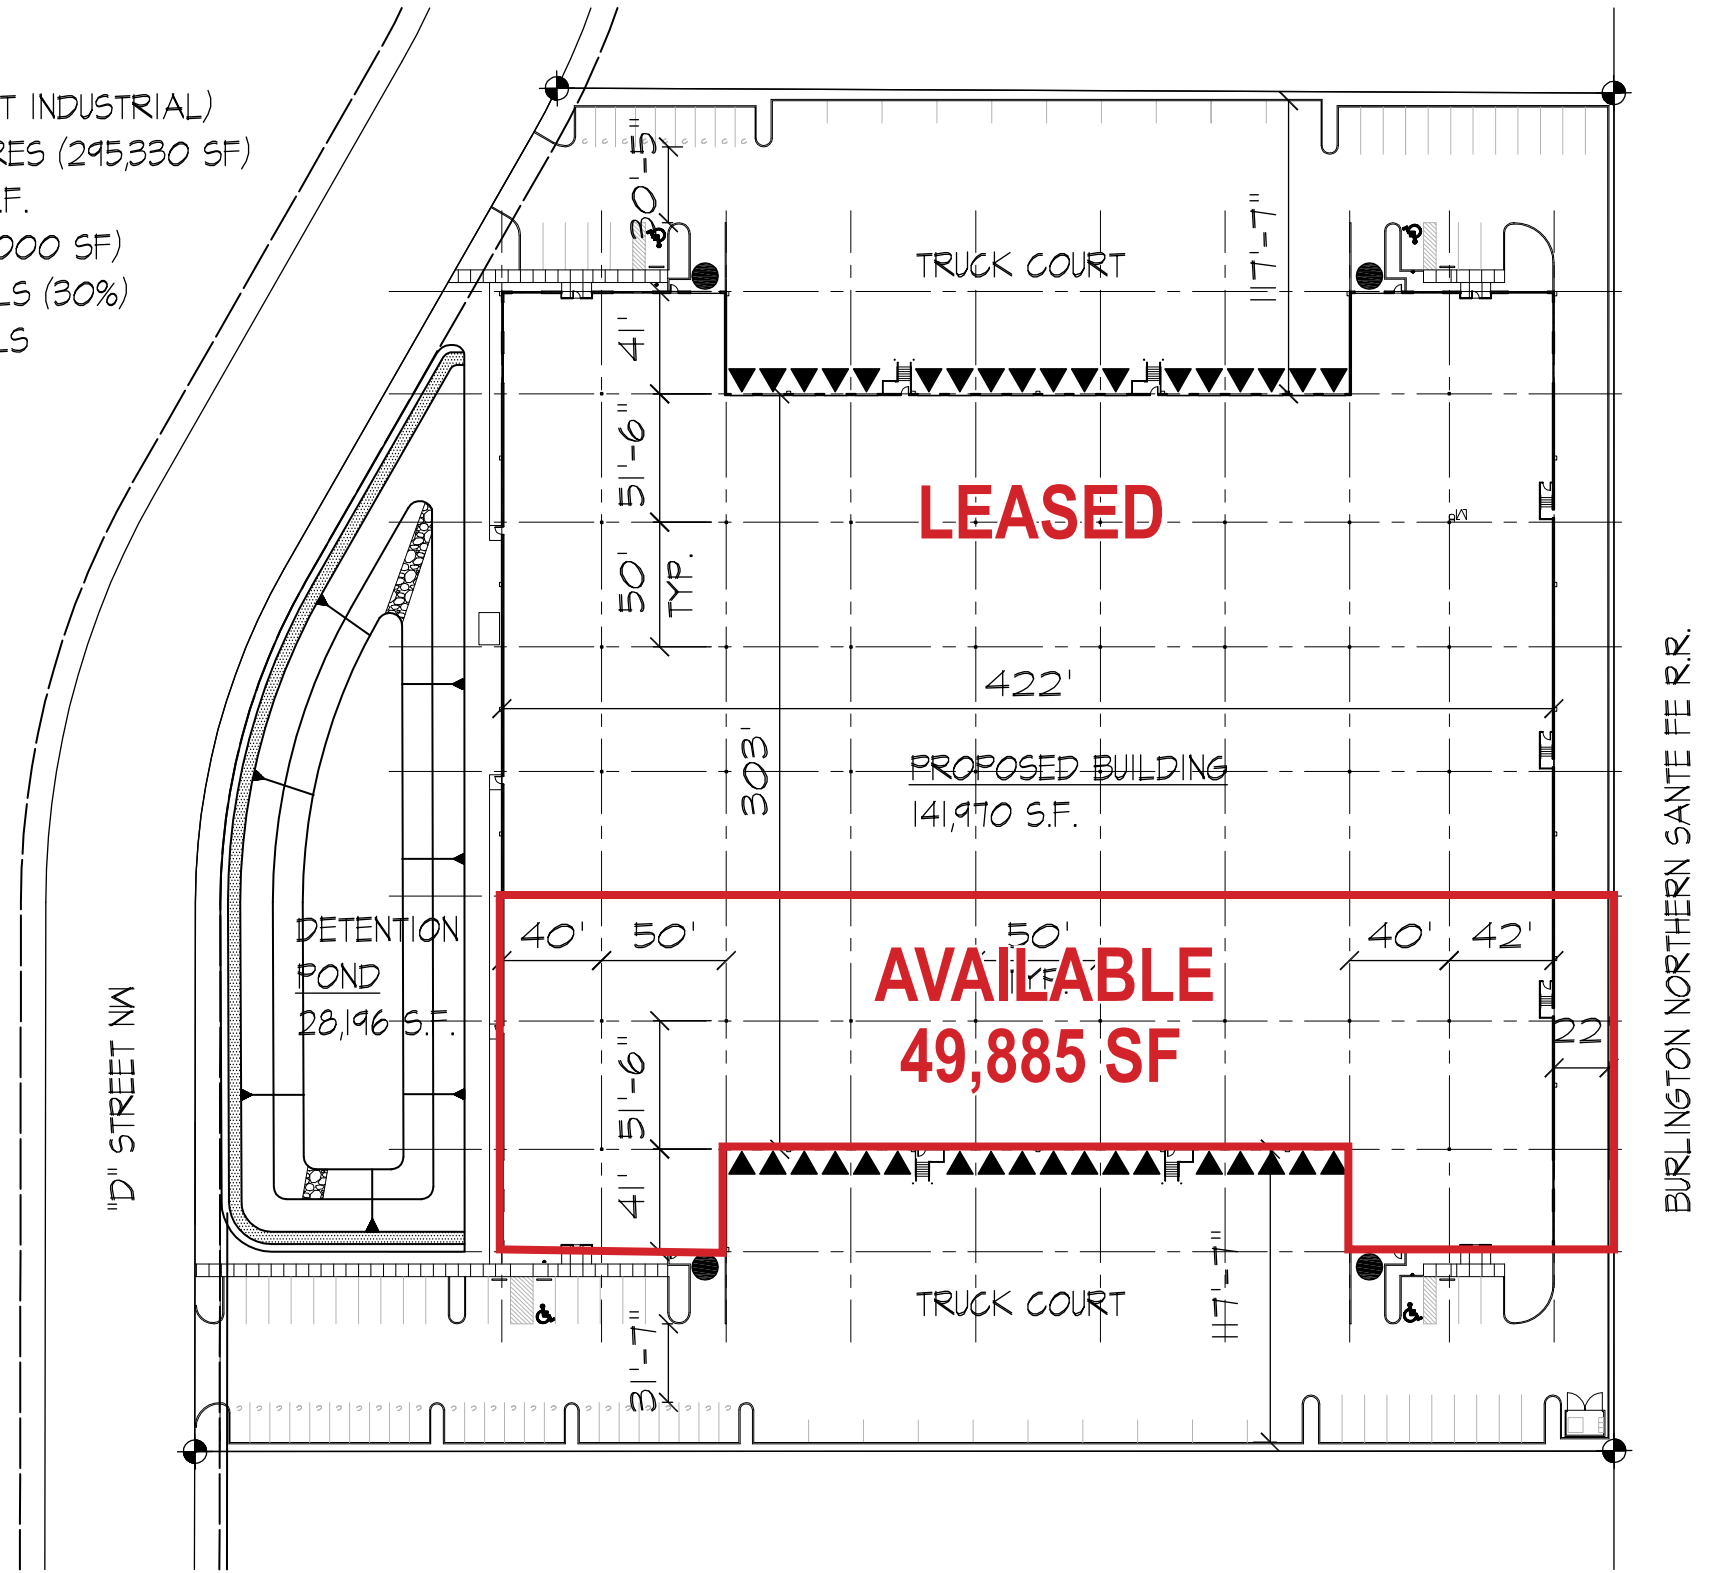 T INDUSTRIAL)
RES (295,330 SF)
.F.
,000 SF)
LS (30%)
LS
30'-5"
TRUCK COURT
117'-7"
41'
51'-6"
LEASED
50'
TYP.
422'
303'
PROPOSED BUILDING
141,970 S.F.
BURLINGTON NORTHERN SANTE FE R.R.
DETENTION
POND
28,196 S.F.
40'
50'
50'
TYP.
40'
42'
AVAILABLE
49,885 SF
22
"D" STREET NW
51'-6"
41'
TRUCK COURT
117'-7"
31'-7"